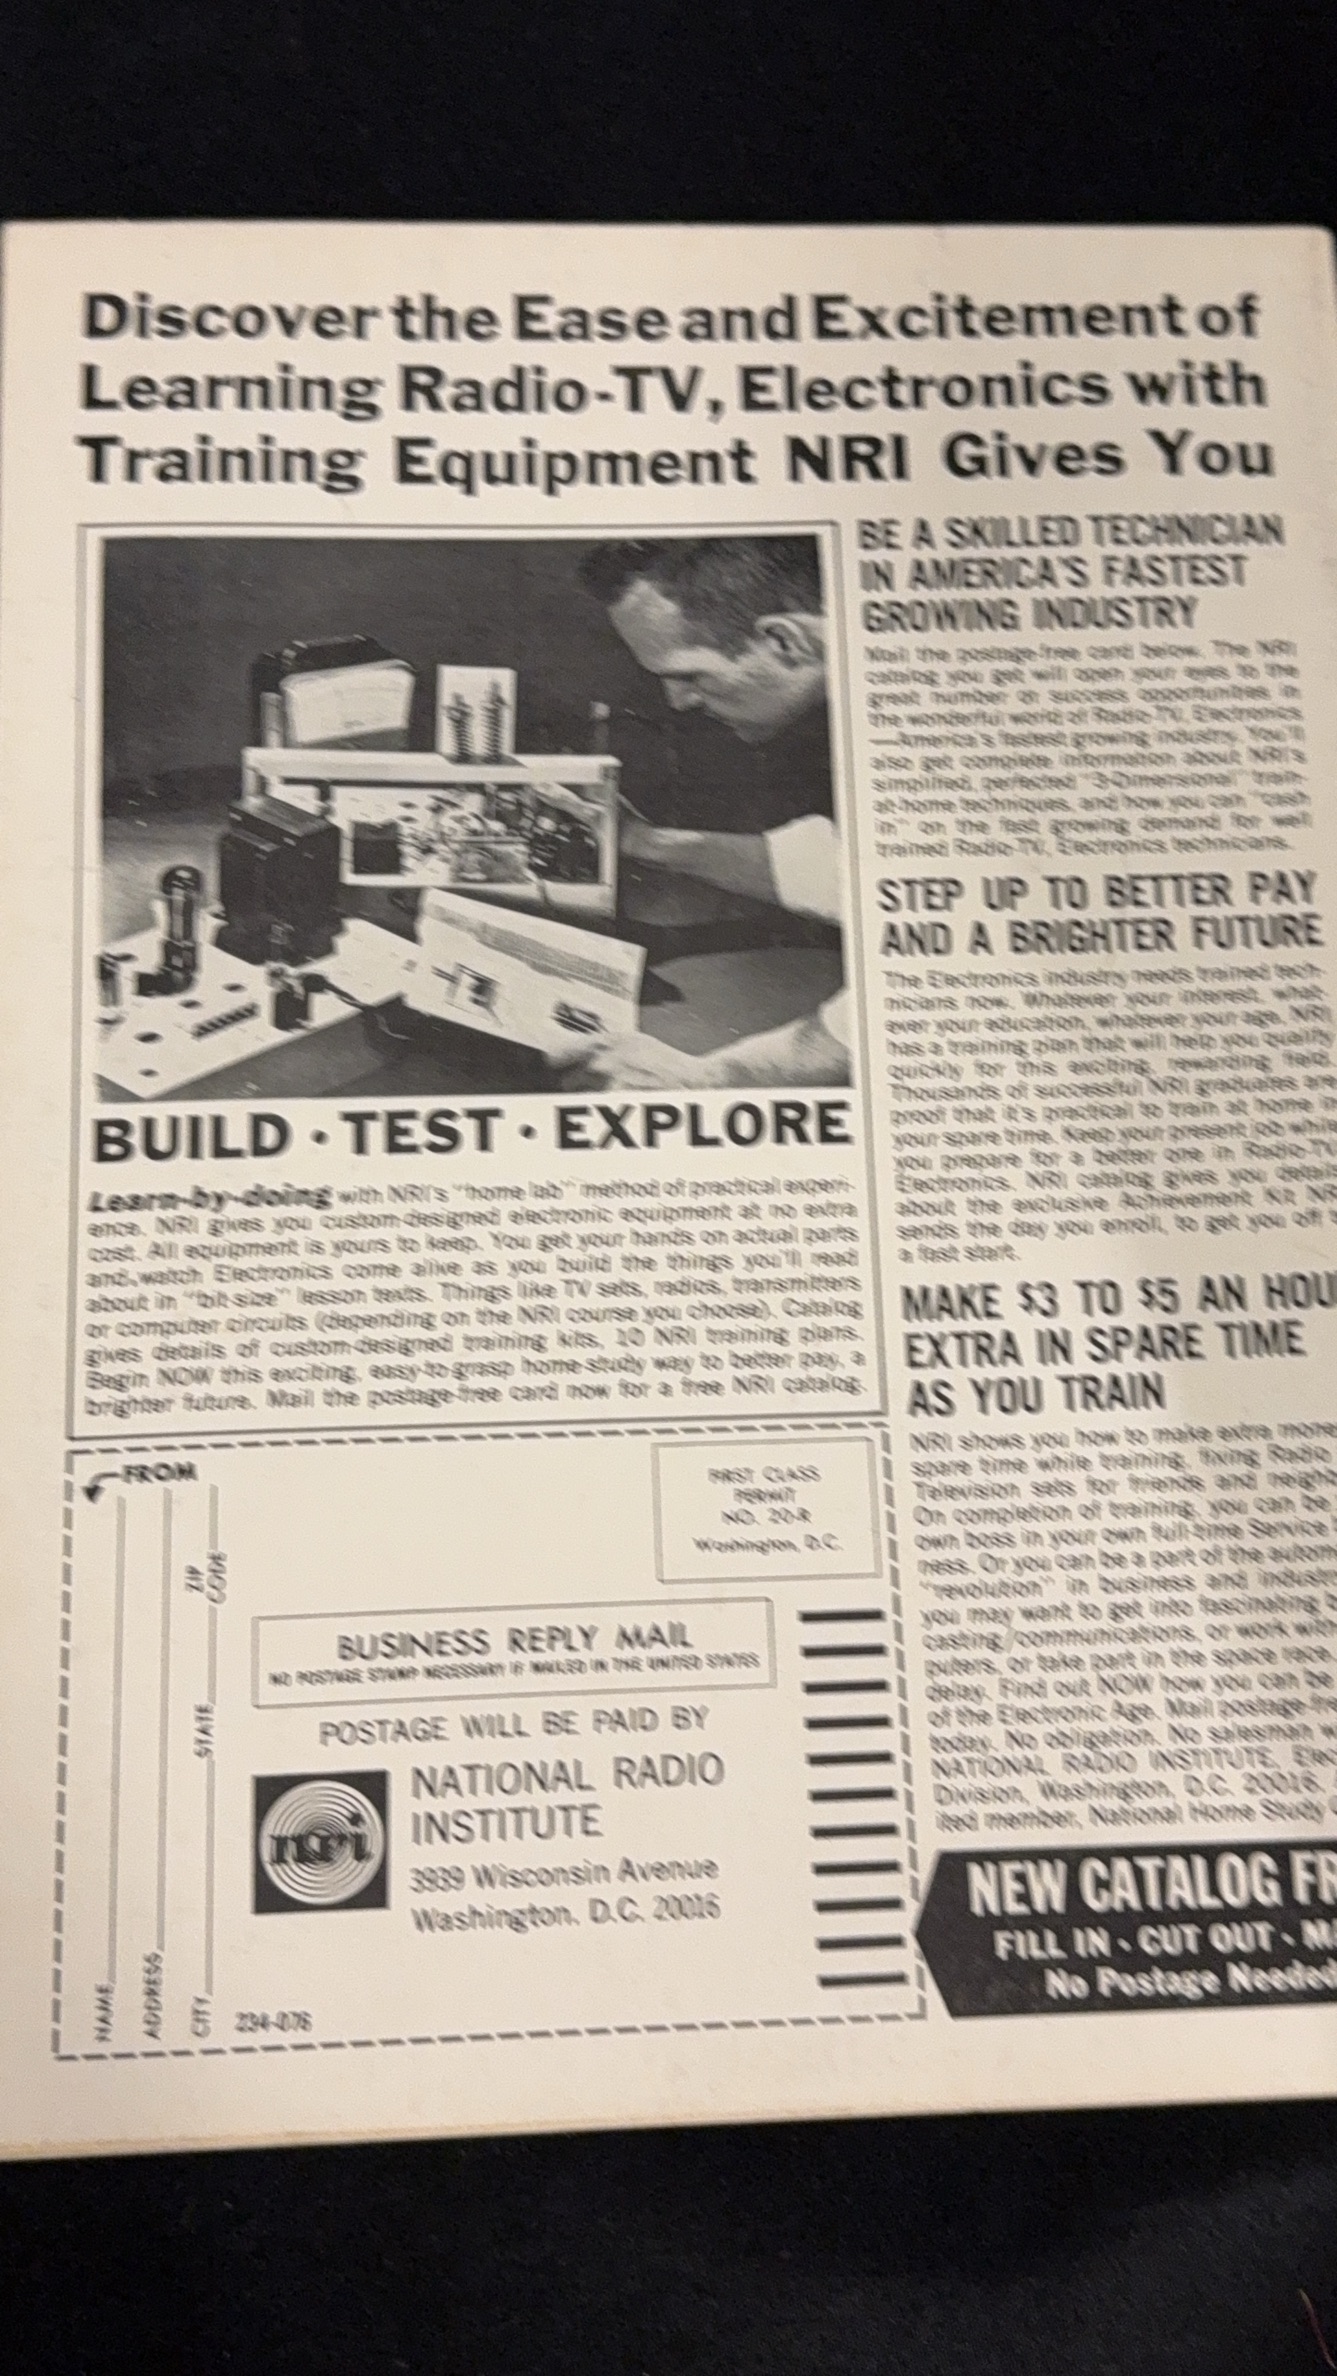 Discover the Ease and Excitement of
Learning Radio-TV, Electronics with
Training Equipment NRI Gives You
BUILD · TEST · EXPLORE
Learn-by-doing with NRI's "home lab" method of practical experi-
ence. NRI gives you custom-designed electronic equipment at no extra
cost. All equipment is yours to keep. You get your hands on actual parts
and watch Electronics come alive as you build the things you'll read
about in "bit-size" lesson texts. Things like TV sets, radios, transmitters
or computer circuits (depending on the NRI course you choose). Catalog
gives details of custom-designed training kits, 10 NRI training plans.
Begin NOW this exciting, easy-to-grasp home-study way to better pay, a
brighter future. Mail the postage-free card now for a free NRI catalog.
BE A SKILLED TECHNICIAN
IN AMERICA'S FASTEST
GROWING INDUSTRY
Mail the postage-free card below. The NRI
catalog you get will open your eyes to the
great number of success opportunities in
the wonderful world of Radio-TV, Electronics
—America's fastest growing industry. You'll
also get complete information about NRI's
simplified, perfected "3-Dimensional" train-
at-home techniques, and how you can "cash
in" on the fast growing demand for well
trained Radio-TV, Electronics technicians.
STEP UP TO BETTER PAY
AND A BRIGHTER FUTURE
The Electronics industry needs trained tech-
nicians now. Whatever your interest, what-
ever your education, whatever your age, NRI
has a training plan that will help you qualify
quickly for this exciting, rewarding field.
Thousands of successful NRI graduates are
proof that it's practical to train at home in
your spare time. Keep your present job while
you prepare for a better one in Radio-TV
Electronics. NRI catalog gives you details
about the exclusive Achievement Kit NRI
sends the day you enroll, to get you off
a fast start.
MAKE $3 TO $5 AN HOU
EXTRA IN SPARE TIME
AS YOU TRAIN
NRI shows you how to make extra mone
spare time while training, fixing Radio
Television sets for friends and neigh
On completion of training, you can be
own boss in your own full-time Service
ness. Or you can be a part of the autom
"revolution" in business and indust
you may want to get into fascinating
casting/communications, or work with
puters, or take part in the space race.
delay. Find out NOW how you can be
of the Electronic Age. Mail postage-fre
today. No obligation. No salesman w
NATIONAL RADIO INSTITUTE, Elec
Division, Washington, D.C. 20016.
ited member, National Home Study
FROM
NAME
ADDRESS
CITY STATE ZIP CODE
FIRST CLASS
PERMIT
NO. 20-R
Washington, D.C.
BUSINESS REPLY MAIL
NO POSTAGE STAMP NECESSARY IF MAILED IN THE UNITED STATES
POSTAGE WILL BE PAID BY
nri
NATIONAL RADIO
INSTITUTE
3939 Wisconsin Avenue
Washington, D.C. 20016
234-076
NEW CATALOG FR
FILL IN · CUT OUT · MA
No Postage Needed